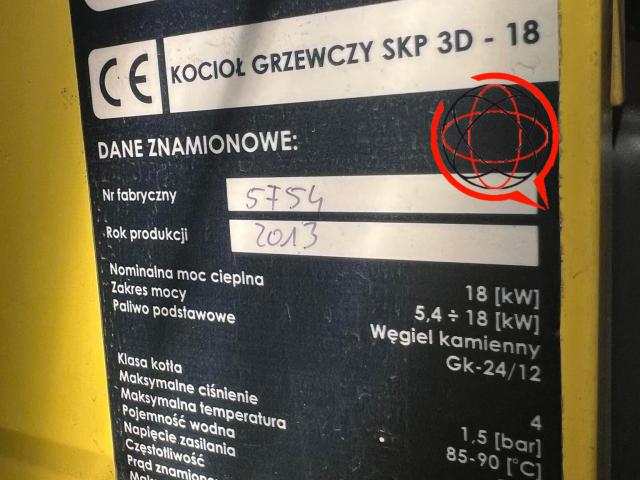 CE KOCIOŁ GRZEWCZY SKP 3D - 18
DANE ZNAMIONOWE:
Nr fabryczny 5754
Rok produkcji 2013
Nominalna moc cieplna 18 [kW]
Zakres mocy 5,4 ÷ 18 [kW]
Paliwo podstawowe Węgiel kamienny
Gk-24/12
Klasa kotła 4
Maksymalne ciśnienie 1,5 [bar]
Maksymalna temperatura 85-90 [°C]
Pojemność wodna
Napięcie zasilania
Częstotliwość